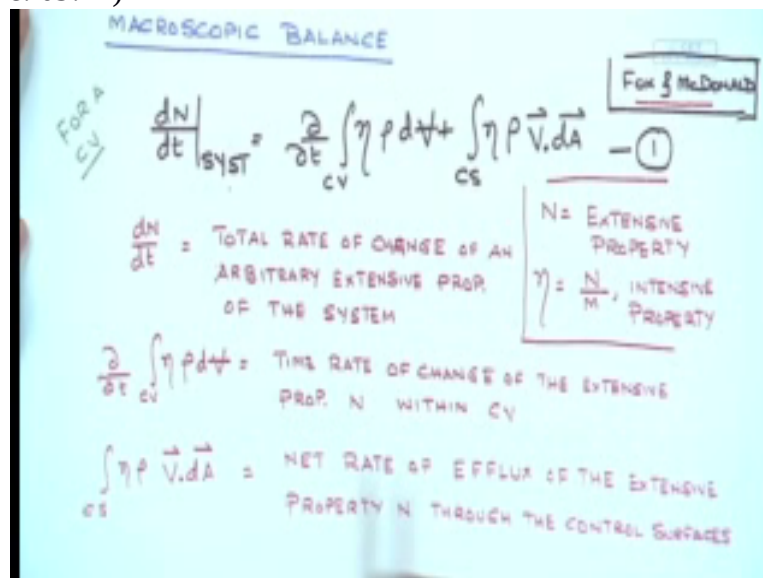 MACROSCOPIC BALANCE
FOX & McDONALD
FOR A
CV
dN/dt|SYST = ∂/∂t ∫CV η ρ d∀ + ∫CS η ρ V⃗.dA⃗ — ①
N = EXTENSIVE
PROPERTY
η = N/M, INTENSIVE
PROPERTY
dN/dt = TOTAL RATE OF CHANGE OF AN
ARBITRARY EXTENSIVE PROP.
OF THE SYSTEM
∂/∂t ∫CV η ρ d∀ = TIME RATE OF CHANGE OF THE EXTENSIVE
PROP. N WITHIN CV
∫CS η ρ V⃗.dA⃗ = NET RATE OF EFFLUX OF THE EXTENSIVE
PROPERTY N THROUGH THE CONTROL SURFACES